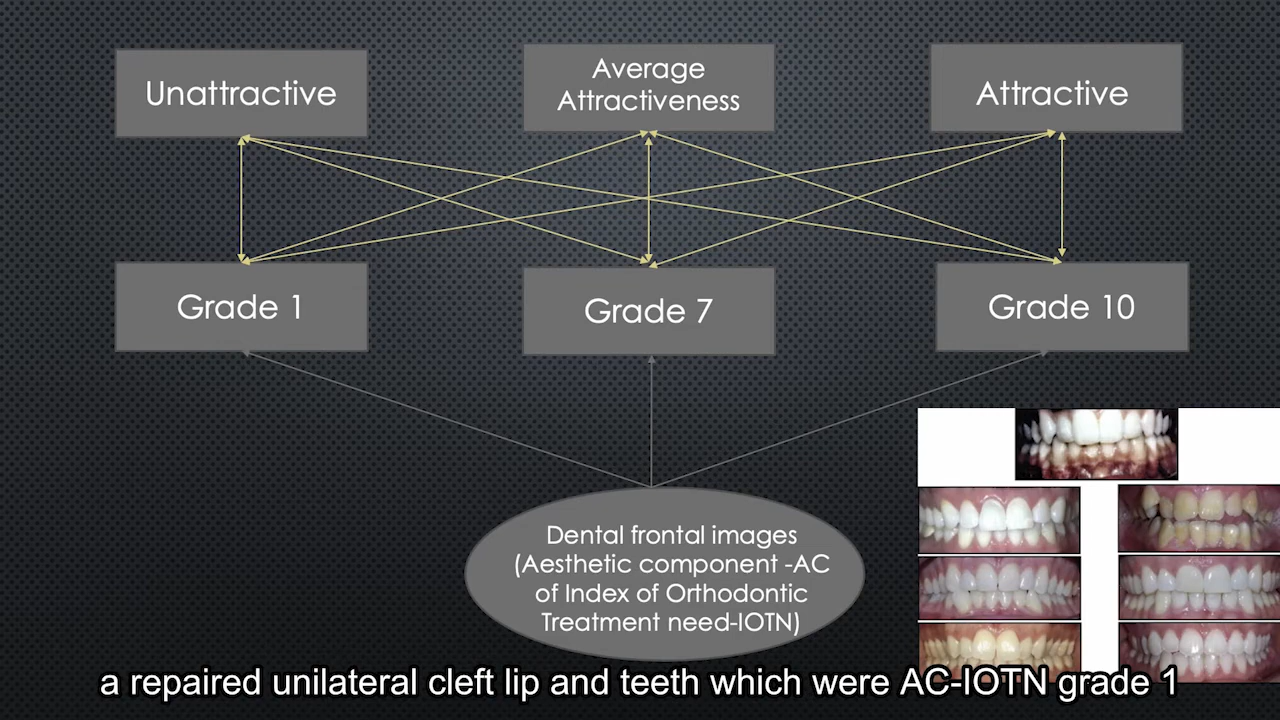 Unattractive
Average
Attractiveness
Attractive
Grade 1
Grade 7
Grade 10
Dental frontal images
(Aesthetic component -AC
of Index of Orthodontic
Treatment need-IOTN)
a repaired unilateral cleft lip and teeth which were AC-IOTN grade 1